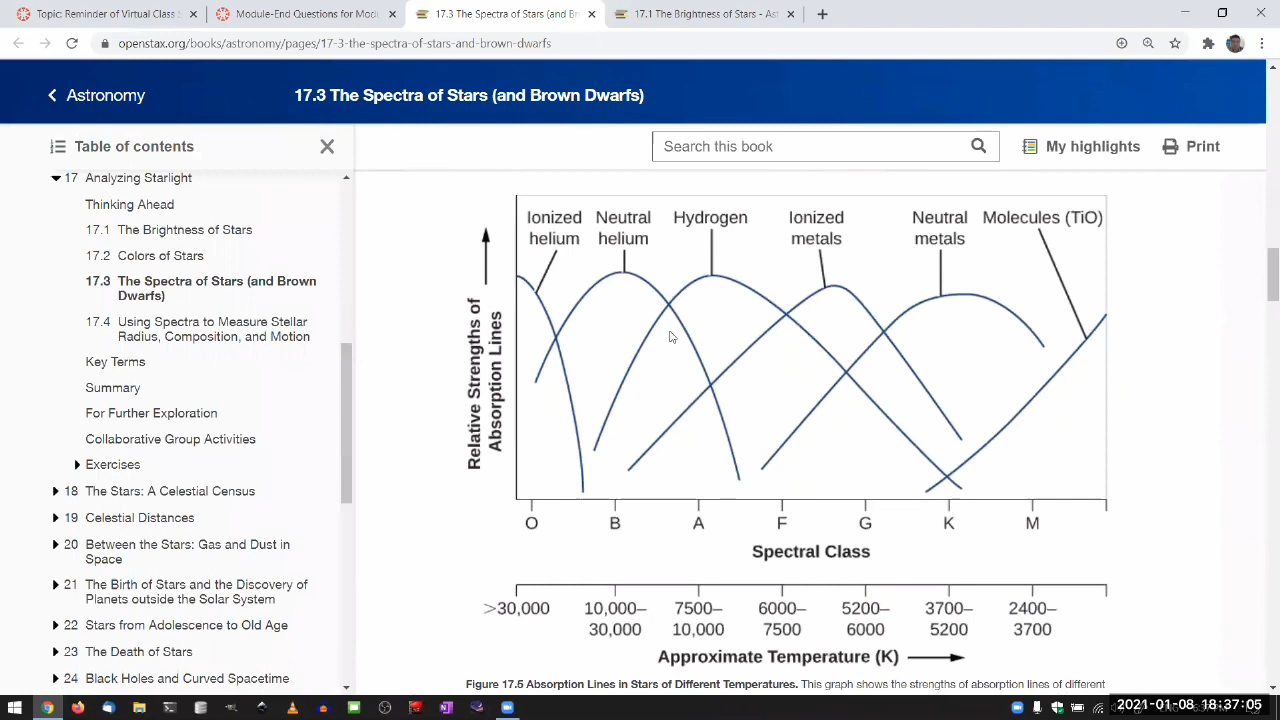 Topic: Reminder of Virtual Class S
Module-End Questions for Modu
17.3 The Spectra of Stars (and Br
17.1 The Brightness of Stars - Ast
openstax.org/books/astronomy/pages/17-3-the-spectra-of-stars-and-brown-dwarfs
Astronomy
17.3 The Spectra of Stars (and Brown Dwarfs)
Table of contents
Search this book
My highlights
Print
17 Analyzing Starlight
Thinking Ahead
17.1 The Brightness of Stars
17.2 Colors of Stars
17.3 The Spectra of Stars (and Brown
Dwarfs)
17.4 Using Spectra to Measure Stellar
Radius, Composition, and Motion
Key Terms
Summary
For Further Exploration
Collaborative Group Activities
Exercises
18 The Stars: A Celestial Census
19 Celestial Distances
20 Between the Stars: Gas and Dust in
Space
21 The Birth of Stars and the Discovery of
Planets outside the Solar System
22 Stars from Adolescence to Old Age
23 The Death of Stars
24 Black Holes and Curved Spacetime
Ionized
helium
Neutral
helium
Hydrogen
Ionized
metals
Neutral
metals
Molecules (TiO)
Relative Strengths of
Absorption Lines
O B A F G K M
Spectral Class
>30,000
10,000–
30,000
7500–
10,000
6000–
7500
5200–
6000
3700–
5200
2400–
3700
Approximate Temperature (K)
Figure 17.5 Absorption Lines in Stars of Different Temperatures. This graph shows the strengths of absorption lines of different
2021-01-08 18:37:05